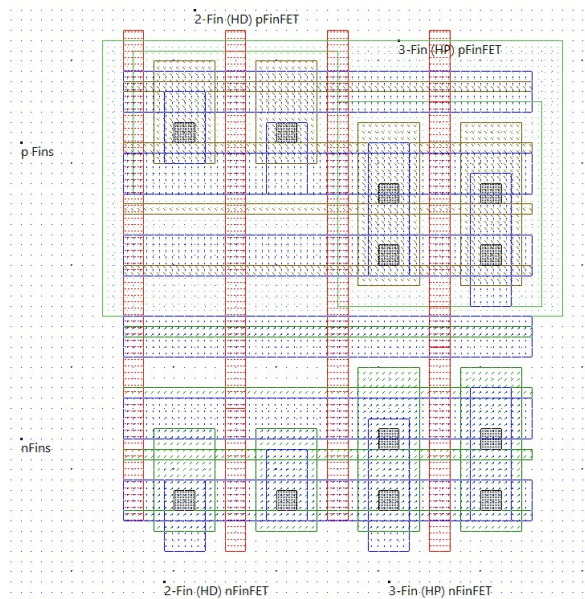 2-Fin (HD) pFinFET
3-Fin (HP) pFinFET
p Fins
nFins
2-Fin (HD) nFinFET
3-Fin (HP) nFinFET